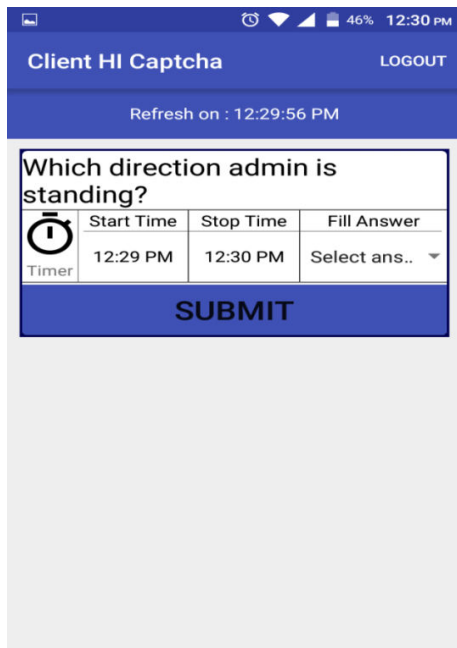 46% 12:30 PM
Client HI Captcha LOGOUT
Refresh on : 12:29:56 PM
Which direction admin is
standing?
Start Time Stop Time Fill Answer
12:29 PM 12:30 PM Select ans..
Timer
SUBMIT